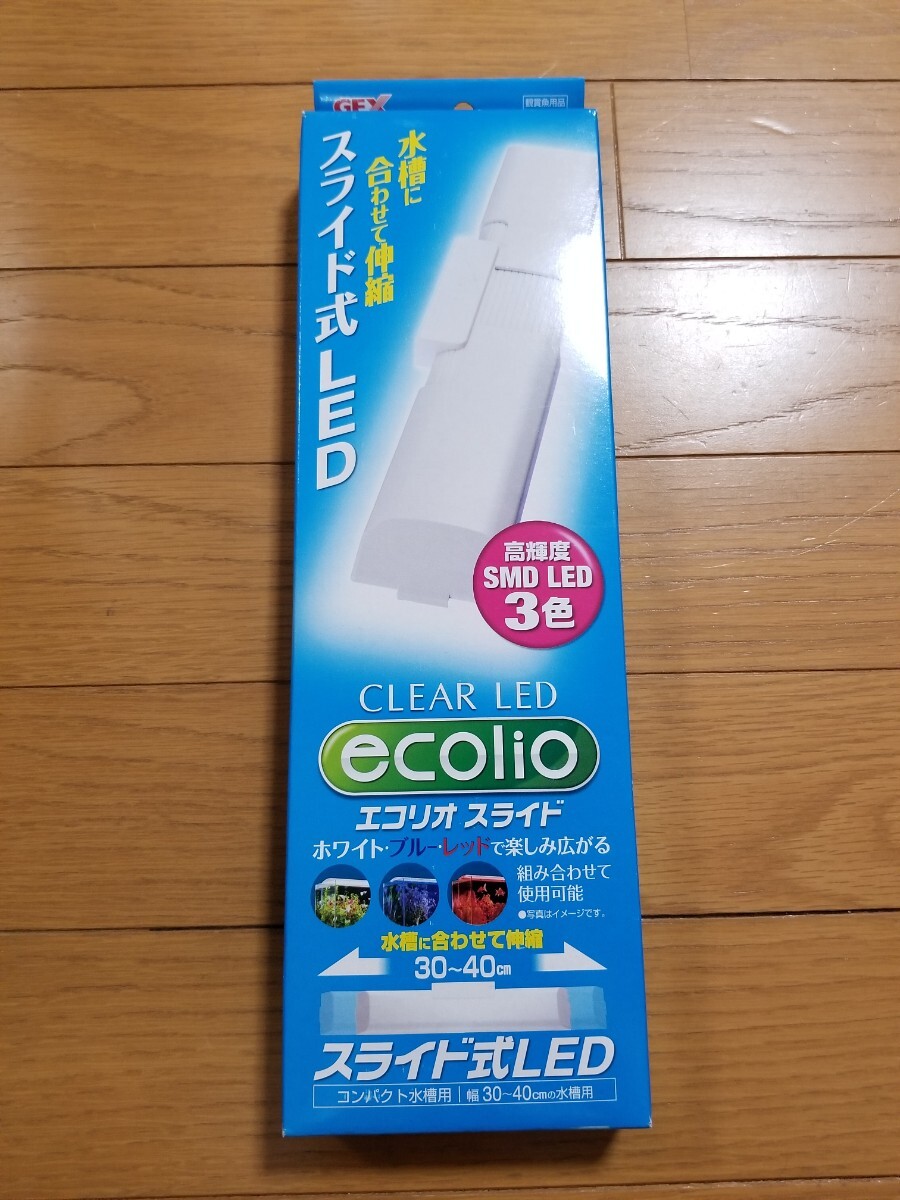 GEX
観賞魚用品
水槽に
合わせて伸縮
スライド式LED
高輝度
SMD LED
3色
CLEAR LED
ecolio
エコリオ スライド
ホワイト・ブルー・レッドで楽しみ広がる
組み合わせて
使用可能
●写真はイメージです。
水槽に合わせて伸縮
30～40cm
スライド式LED
コンパクト水槽用 幅30～40cmの水槽用